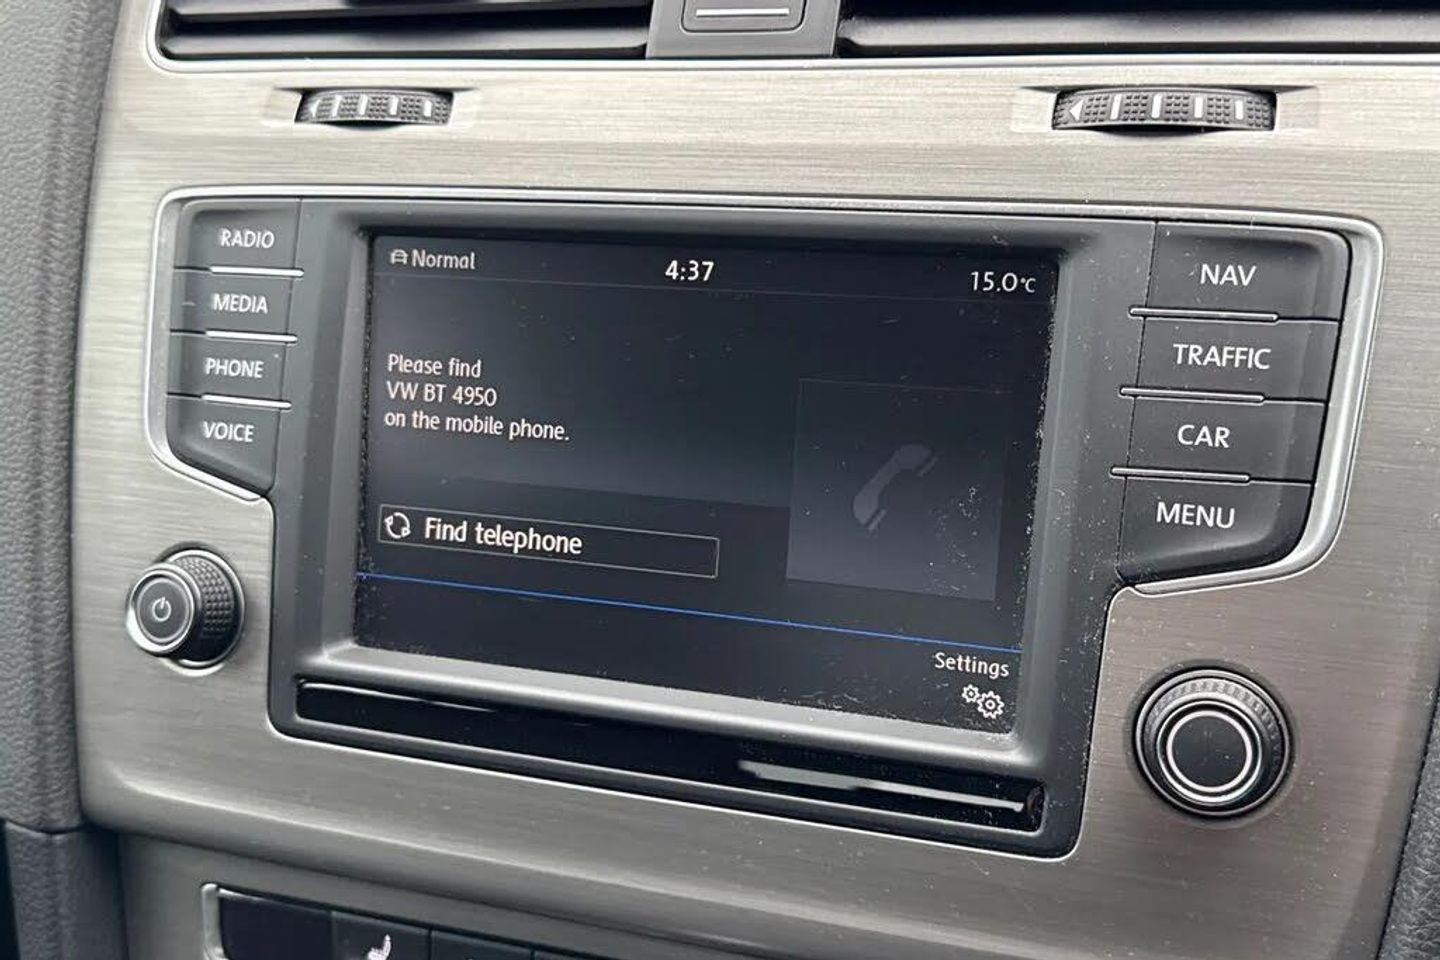 RADIO
MEDIA
PHONE
VOICE
Normal
4:37
15.0°C
Please find
VW BT 4950
on the mobile phone.
Find telephone
Settings
NAV
TRAFFIC
CAR
MENU